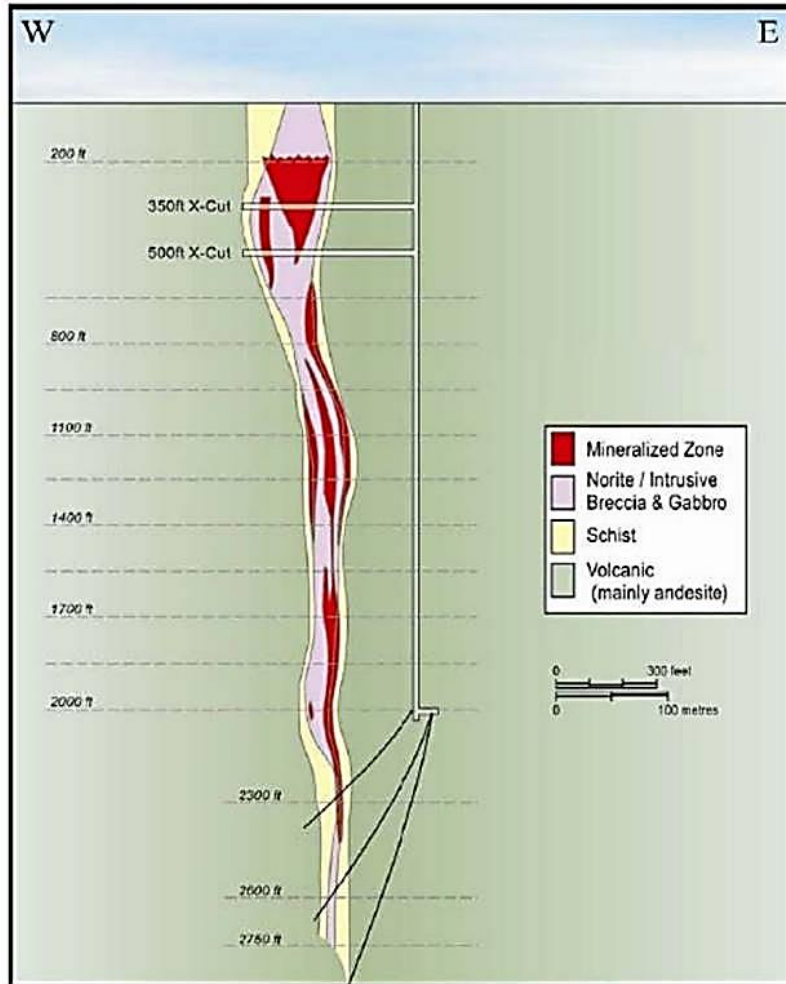 W
E
200 ft
350ft X-Cut
500ft X-Cut
800 ft
1100 ft
1400 ft
1700 ft
2000 ft
2300 ft
2600 ft
2750 ft
Mineralized Zone
Norite / Intrusive
Breccia & Gabbro
Schist
Volcanic
(mainly andesite)
0 300 feet
0 100 metres